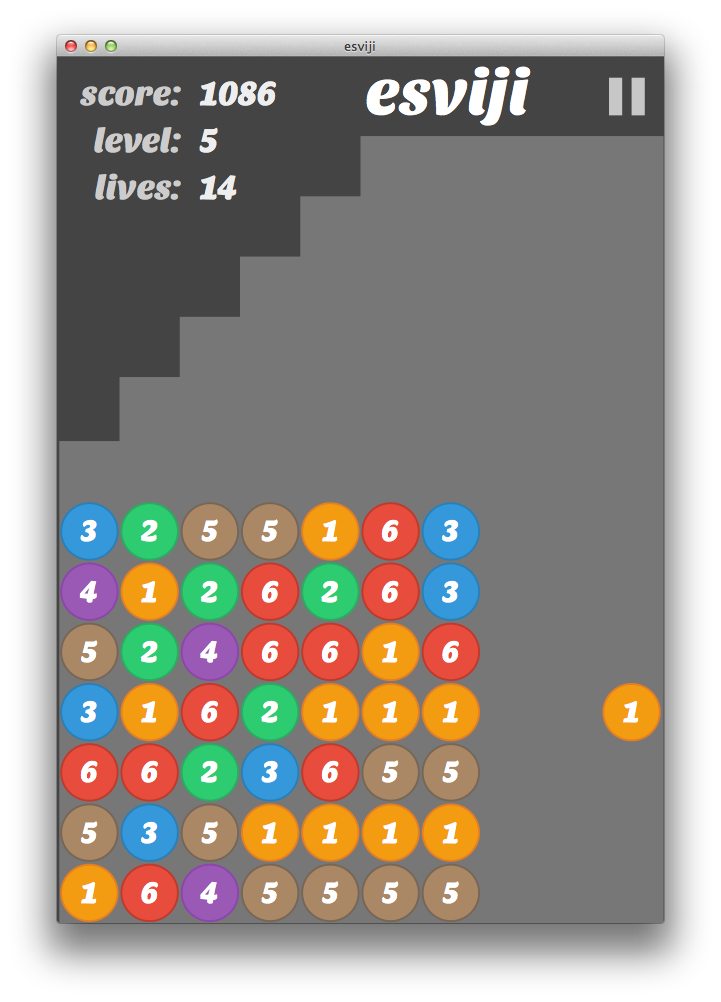 esviji
score: 1086
esviji
level: 5
lives: 14
3 2 5 5 1 6 3
4 1 2 6 2 6 3
5 2 4 6 6 1 6
3 1 6 2 1 1 1 1
6 6 2 3 6 5 5
5 3 5 1 1 1 1
1 6 4 5 5 5 5